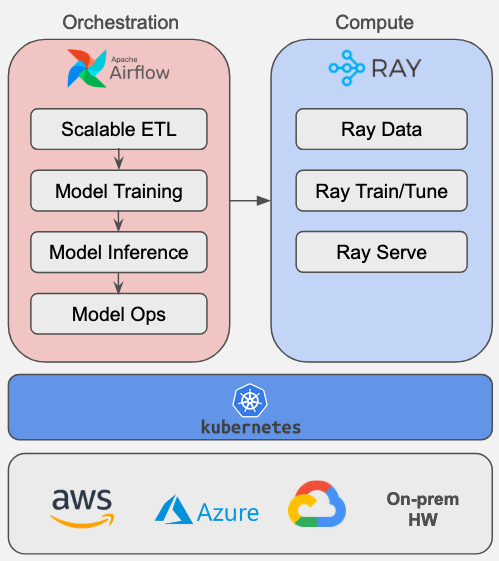 Orchestration
Compute
Apache
Airflow
RAY
Scalable ETL
Ray Data
Model Training
Ray Train/Tune
Model Inference
Ray Serve
Model Ops
kubernetes
aws
Azure
On-prem
HW